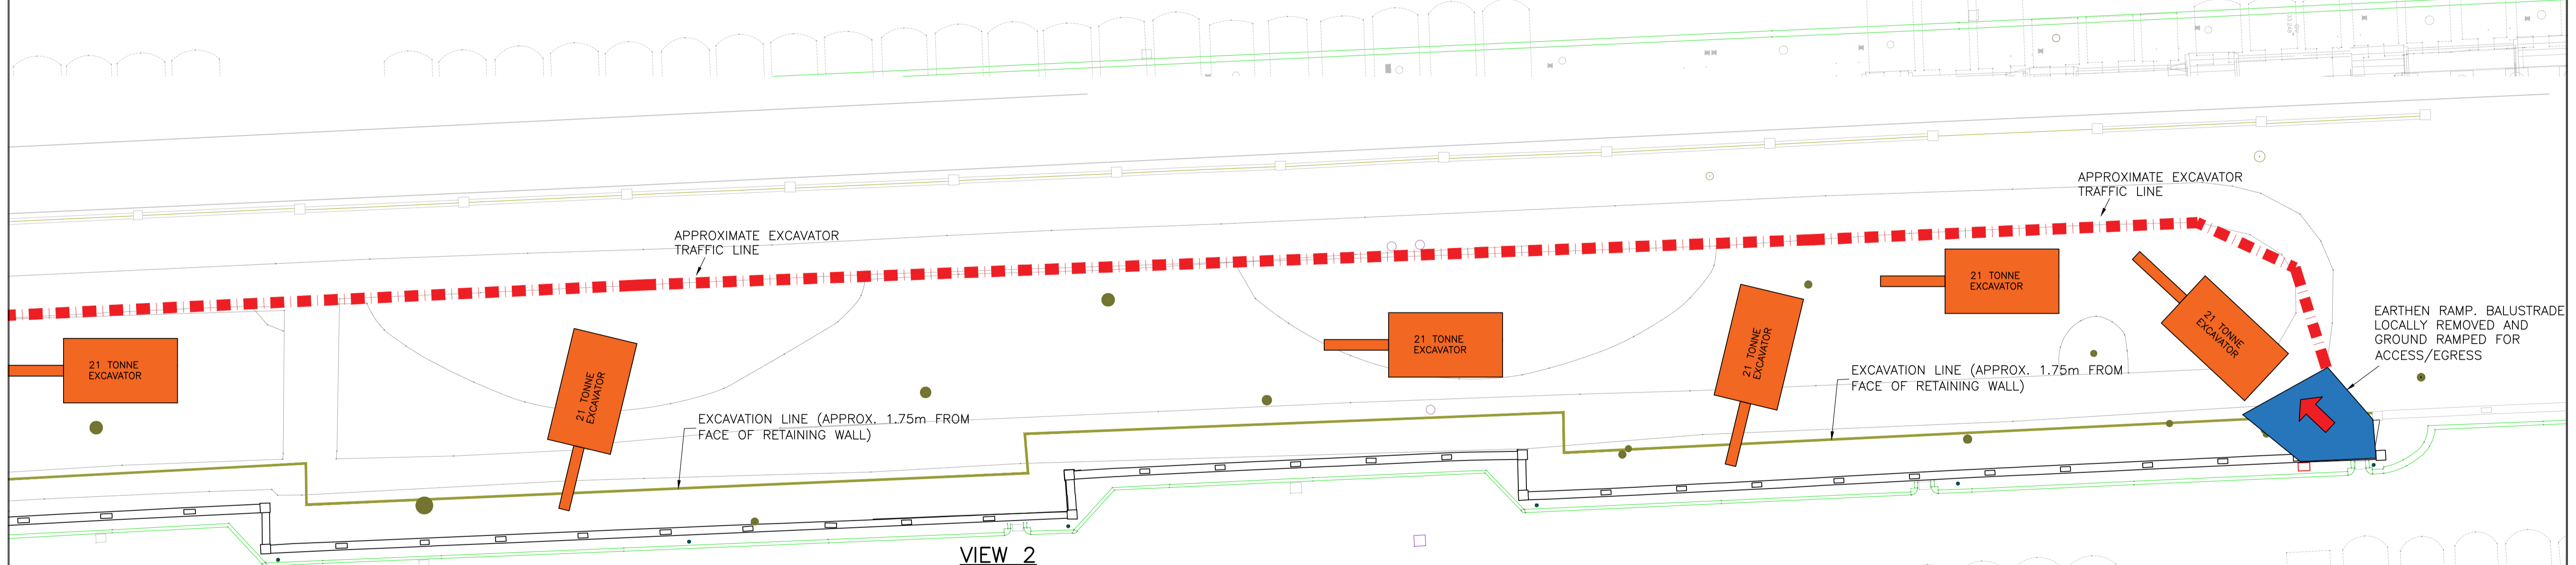 APPROXIMATE EXCAVATOR
TRAFFIC LINE
APPROXIMATE EXCAVATOR
TRAFFIC LINE
21 TONNE
EXCAVATOR
21 TONNE
EXCAVATOR
21 TONNE
EXCAVATOR
21 TONNE
EXCAVATOR
21 TONNE
EXCAVATOR
21 TONNE
EXCAVATOR
EARTHEN RAMP. BALUSTRADE
LOCALLY REMOVED AND
GROUND RAMPED FOR
ACCESS/EGRESS
EXCAVATION LINE (APPROX. 1.75m FROM
FACE OF RETAINING WALL)
EXCAVATION LINE (APPROX. 1.75m FROM
FACE OF RETAINING WALL)
VIEW 2